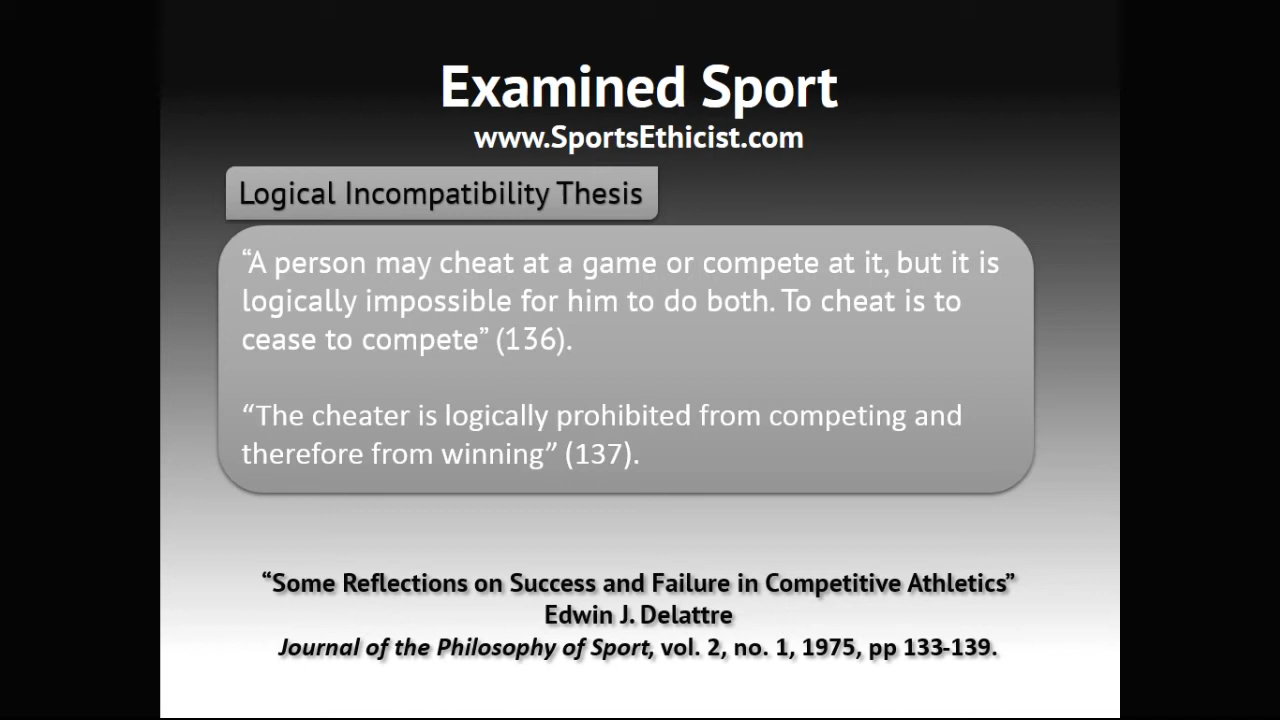 Examined Sport
www.SportsEthicist.com
Logical Incompatibility Thesis
“A person may cheat at a game or compete at it, but it is
logically impossible for him to do both. To cheat is to
cease to compete” (136).
“The cheater is logically prohibited from competing and
therefore from winning” (137).
“Some Reflections on Success and Failure in Competitive Athletics”
Edwin J. Delattre
Journal of the Philosophy of Sport, vol. 2, no. 1, 1975, pp 133-139.